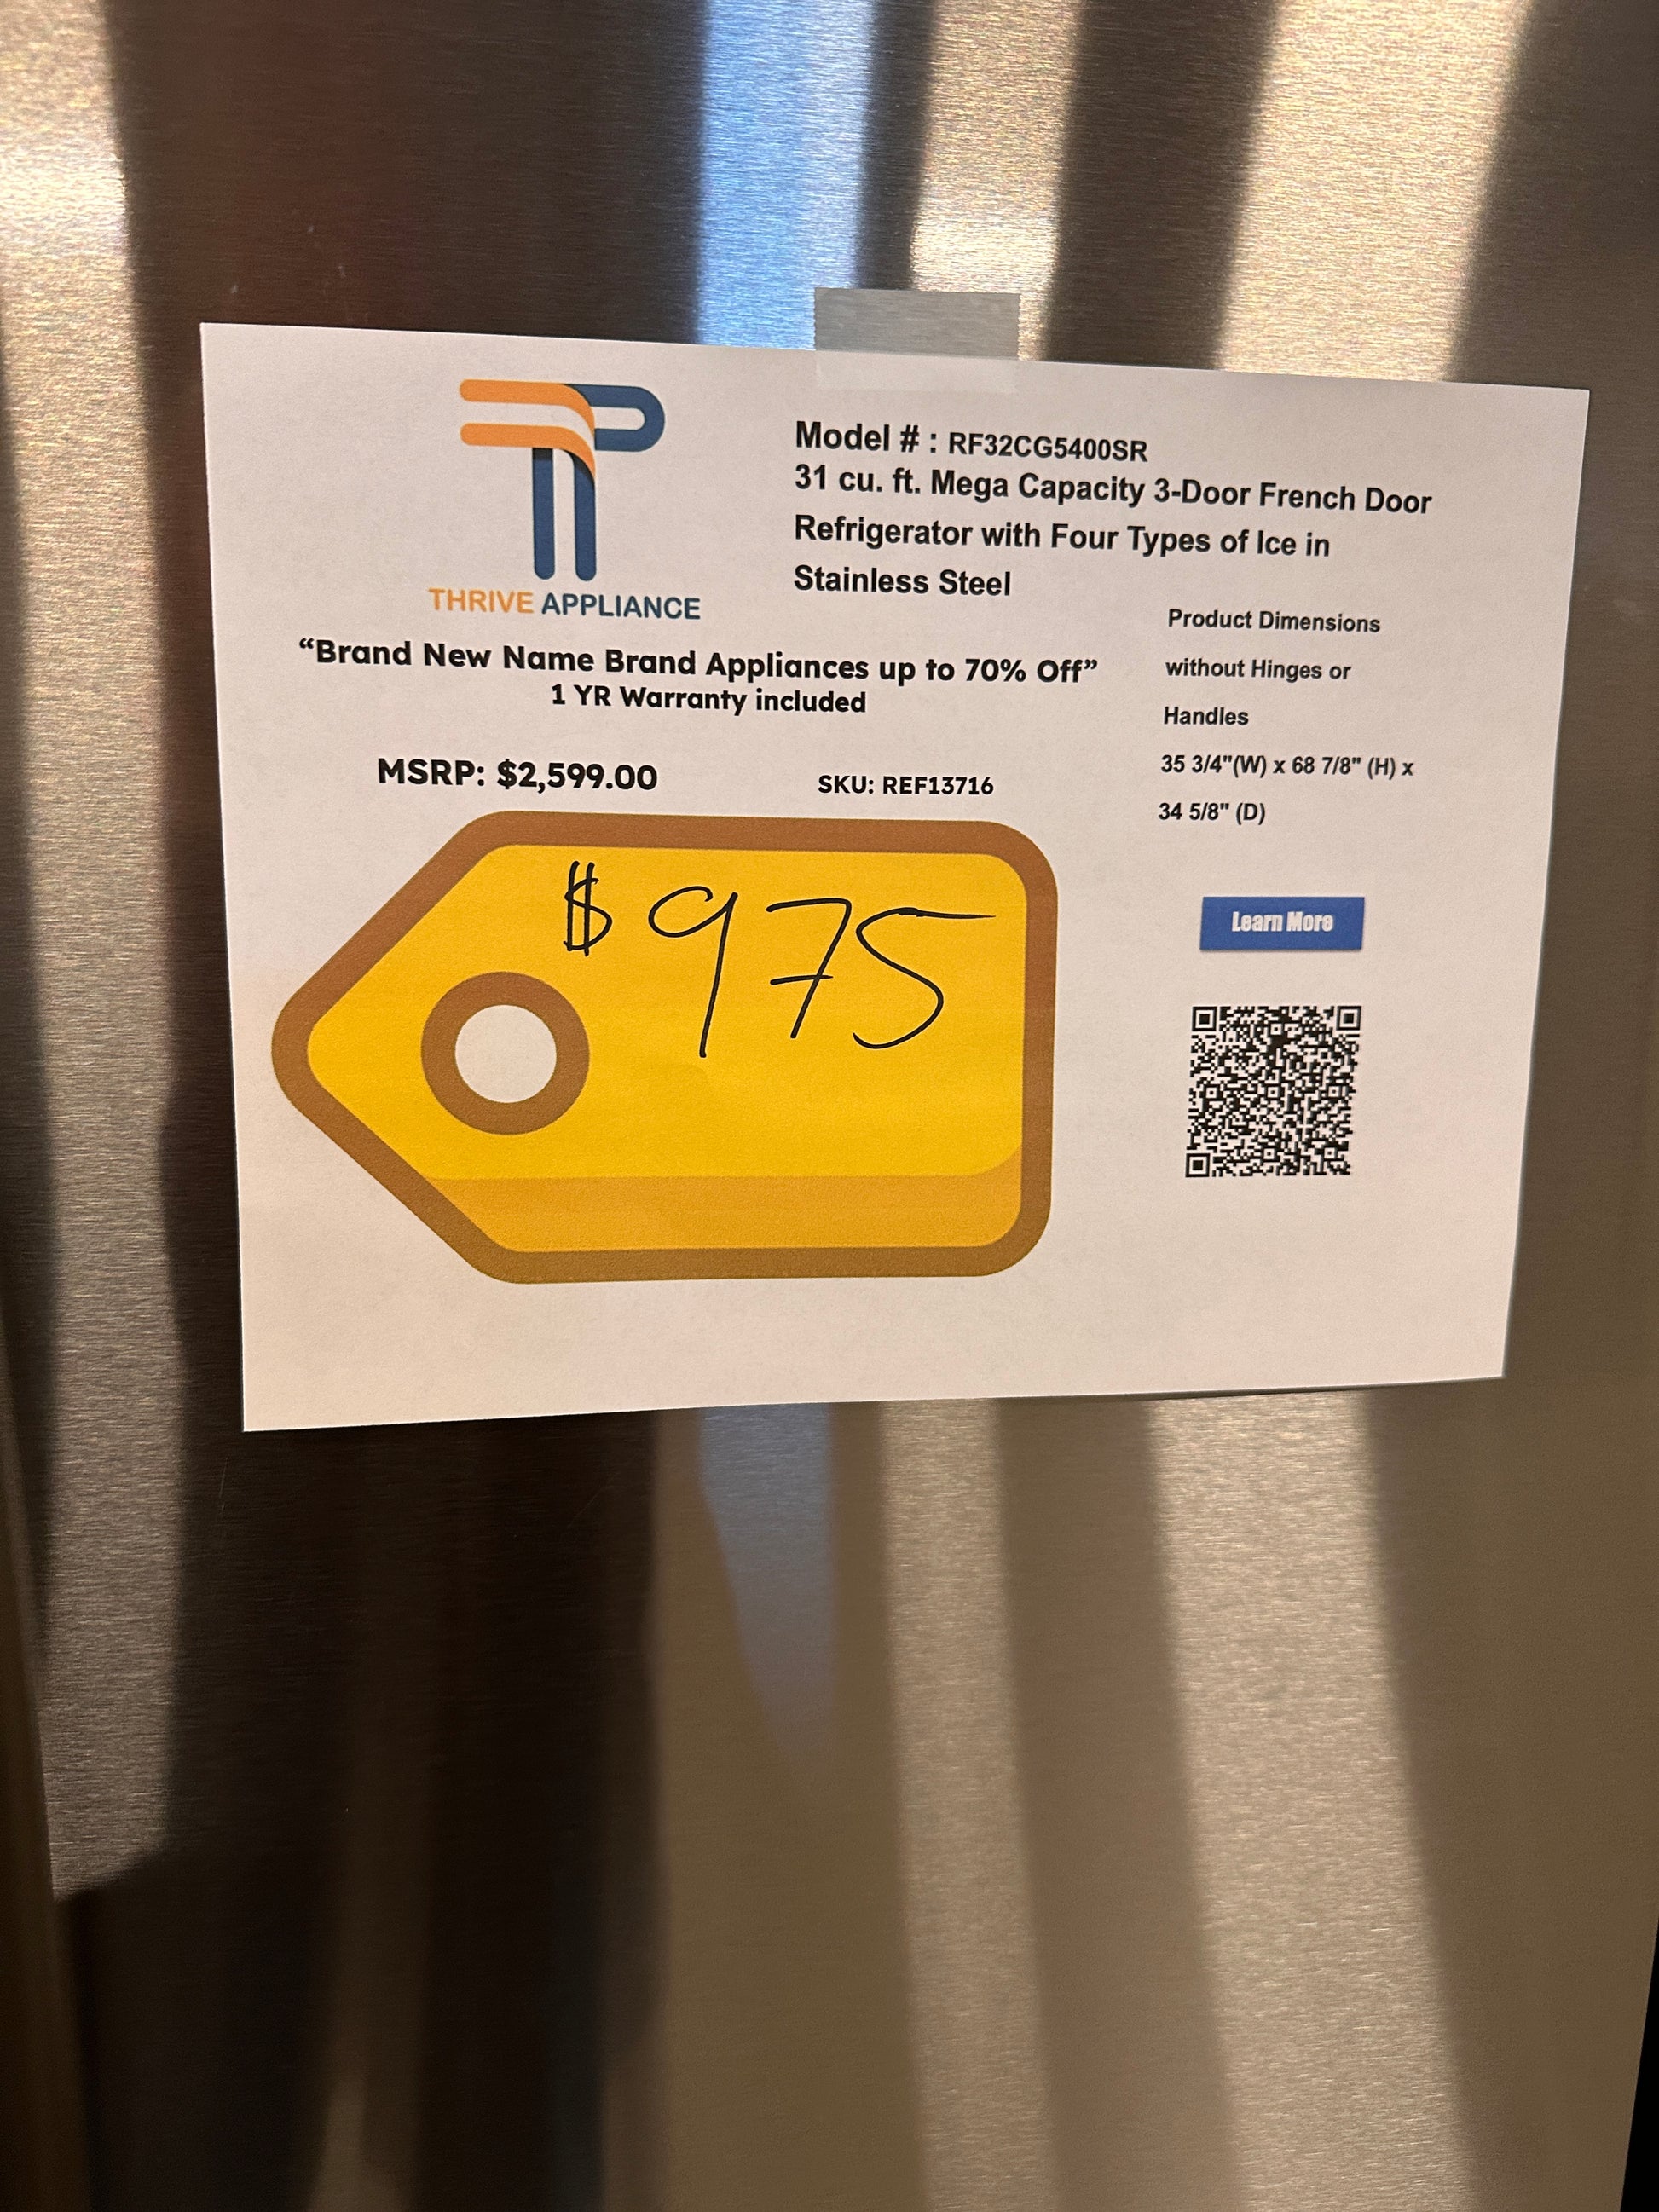 THRIVE APPLIANCE
Model # : RF32CG5400SR
31 cu. ft. Mega Capacity 3-Door French Door
Refrigerator with Four Types of Ice in
Stainless Steel
“Brand New Name Brand Appliances up to 70% Off”
1 YR Warranty included
MSRP: $2,599.00
SKU: REF13716
$975
Product Dimensions
without Hinges or
Handles
35 3/4"(W) x 68 7/8" (H) x
34 5/8" (D)
Learn More